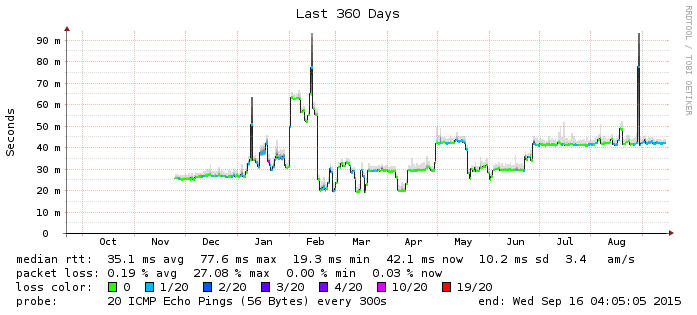 Last 360 Days
RRDTOOL / TOBI OETIKER
Seconds
90 m
80 m
70 m
60 m
50 m
40 m
30 m
20 m
10 m
0
Oct Nov Dec Jan Feb Mar Apr May Jun Jul Aug
median rtt: 35.1 ms avg 77.6 ms max 19.3 ms min 42.1 ms now 10.2 ms sd 3.4 am/s
packet loss: 0.19 % avg 27.08 % max 0.00 % min 0.03 % now
loss color: 0 1/20 2/20 3/20 4/20 10/20 19/20
probe: 20 ICMP Echo Pings (56 Bytes) every 300s end: Wed Sep 16 04:05:05 2015